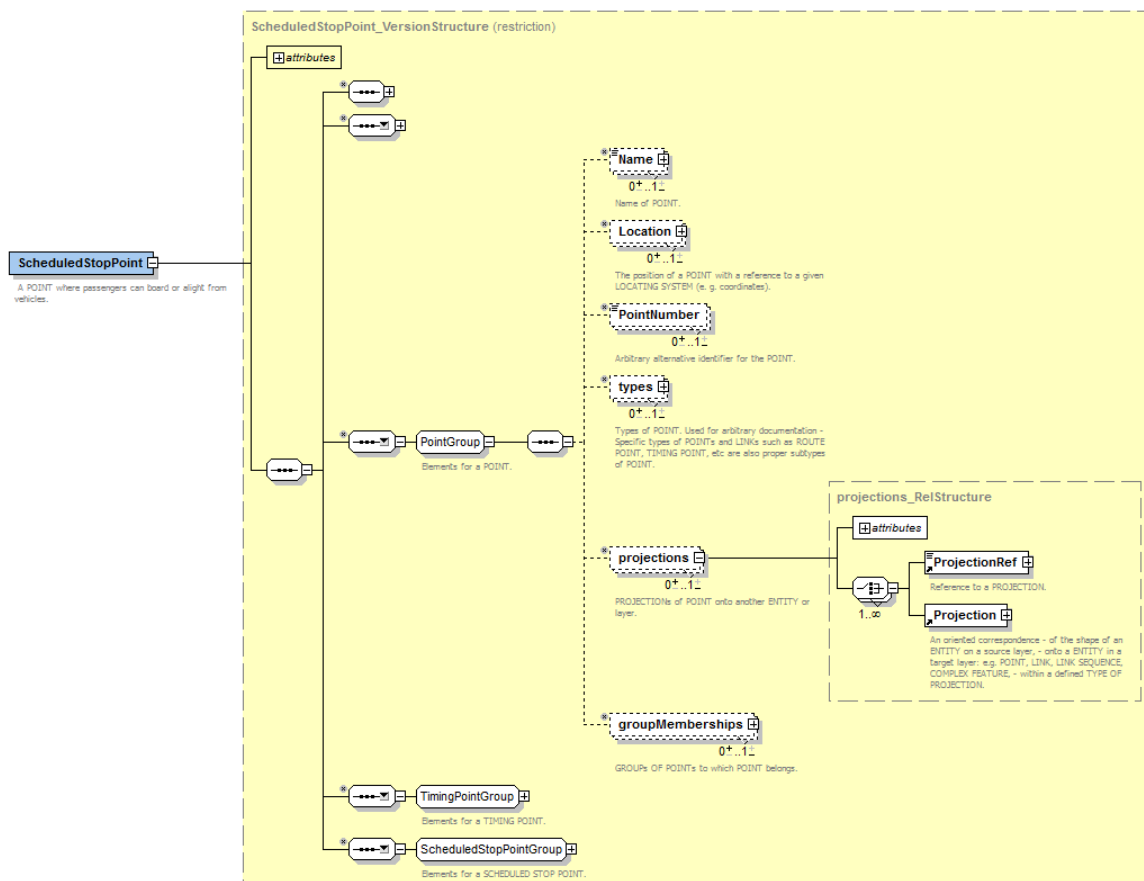 ScheduledStopPoint_VersionStructure (restriction)
attributes
Name
0+..1±
Name of POINT.
Location
0+..1±
The position of a POINT with a reference to a given
LOCATING SYSTEM (e. g. coordinates).
ScheduledStopPoint
A POINT where passengers can board or alight from
vehicles.
PointNumber
0+..1±
Arbitrary alternative identifier for the POINT.
types
0+..1±
Types of POINT. Used for arbitrary documentation -
Specific types of POINTs and LINKs such as ROUTE
POINT, TIMING POINT, etc are also proper subtypes
of POINT.
PointGroup
Elements for a POINT.
projections_RelStructure
attributes
projections
0+..1±
PROJECTIONs of POINT onto another ENTITY or
layer.
ProjectionRef
Reference to a PROJECTION.
1..∞
Projection
An oriented correspondence - of the shape of an
ENTITY on a source layer, - onto a ENTITY in a
target layer: e.g. POINT, LINK, LINK SEQUENCE,
COMPLEX FEATURE, - within a defined TYPE OF
PROJECTION.
groupMemberships
0+..1±
GROUPs OF POINTs to which POINT belongs.
TimingPointGroup
Elements for a TIMING POINT.
ScheduledStopPointGroup
Elements for a SCHEDULED STOP POINT.